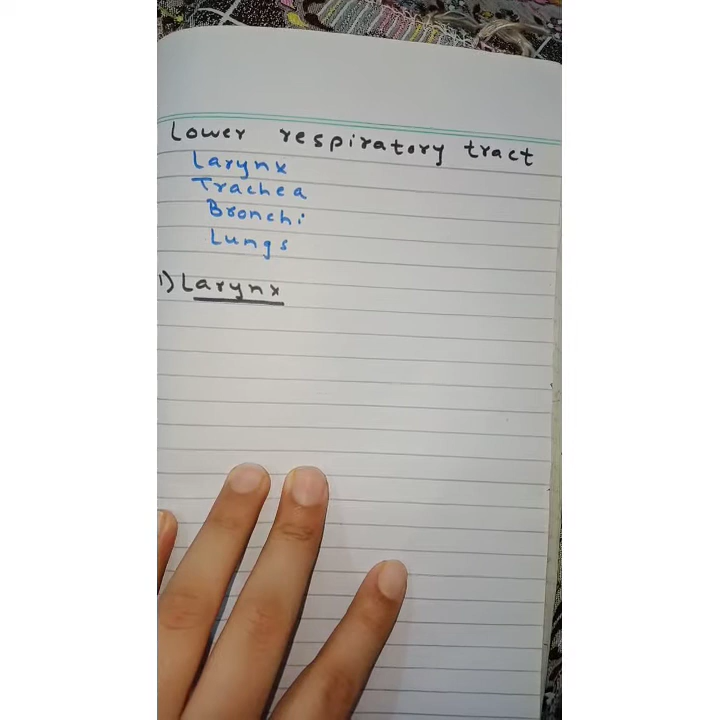 Lower respiratory tract
Larynx
Trachea
Bronchi
Lungs
1) Larynx